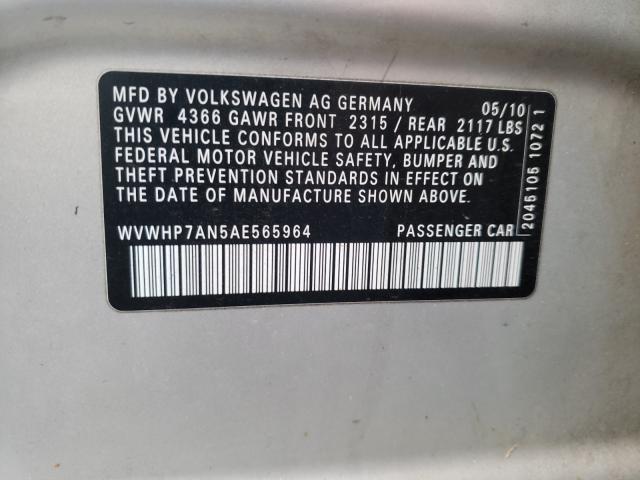 MFD BY VOLKSWAGEN AG GERMANY 05/10
GVWR 4366 GAWR FRONT 2315 / REAR 2117 LBS
THIS VEHICLE CONFORMS TO ALL APPLICABLE U.S.
FEDERAL MOTOR VEHICLE SAFETY, BUMPER AND
THEFT PREVENTION STANDARDS IN EFFECT ON
THE DATE OF MANUFACTURE SHOWN ABOVE.
WVWHP7AN5AE565964 PASSENGER CAR
2045105 1072 1